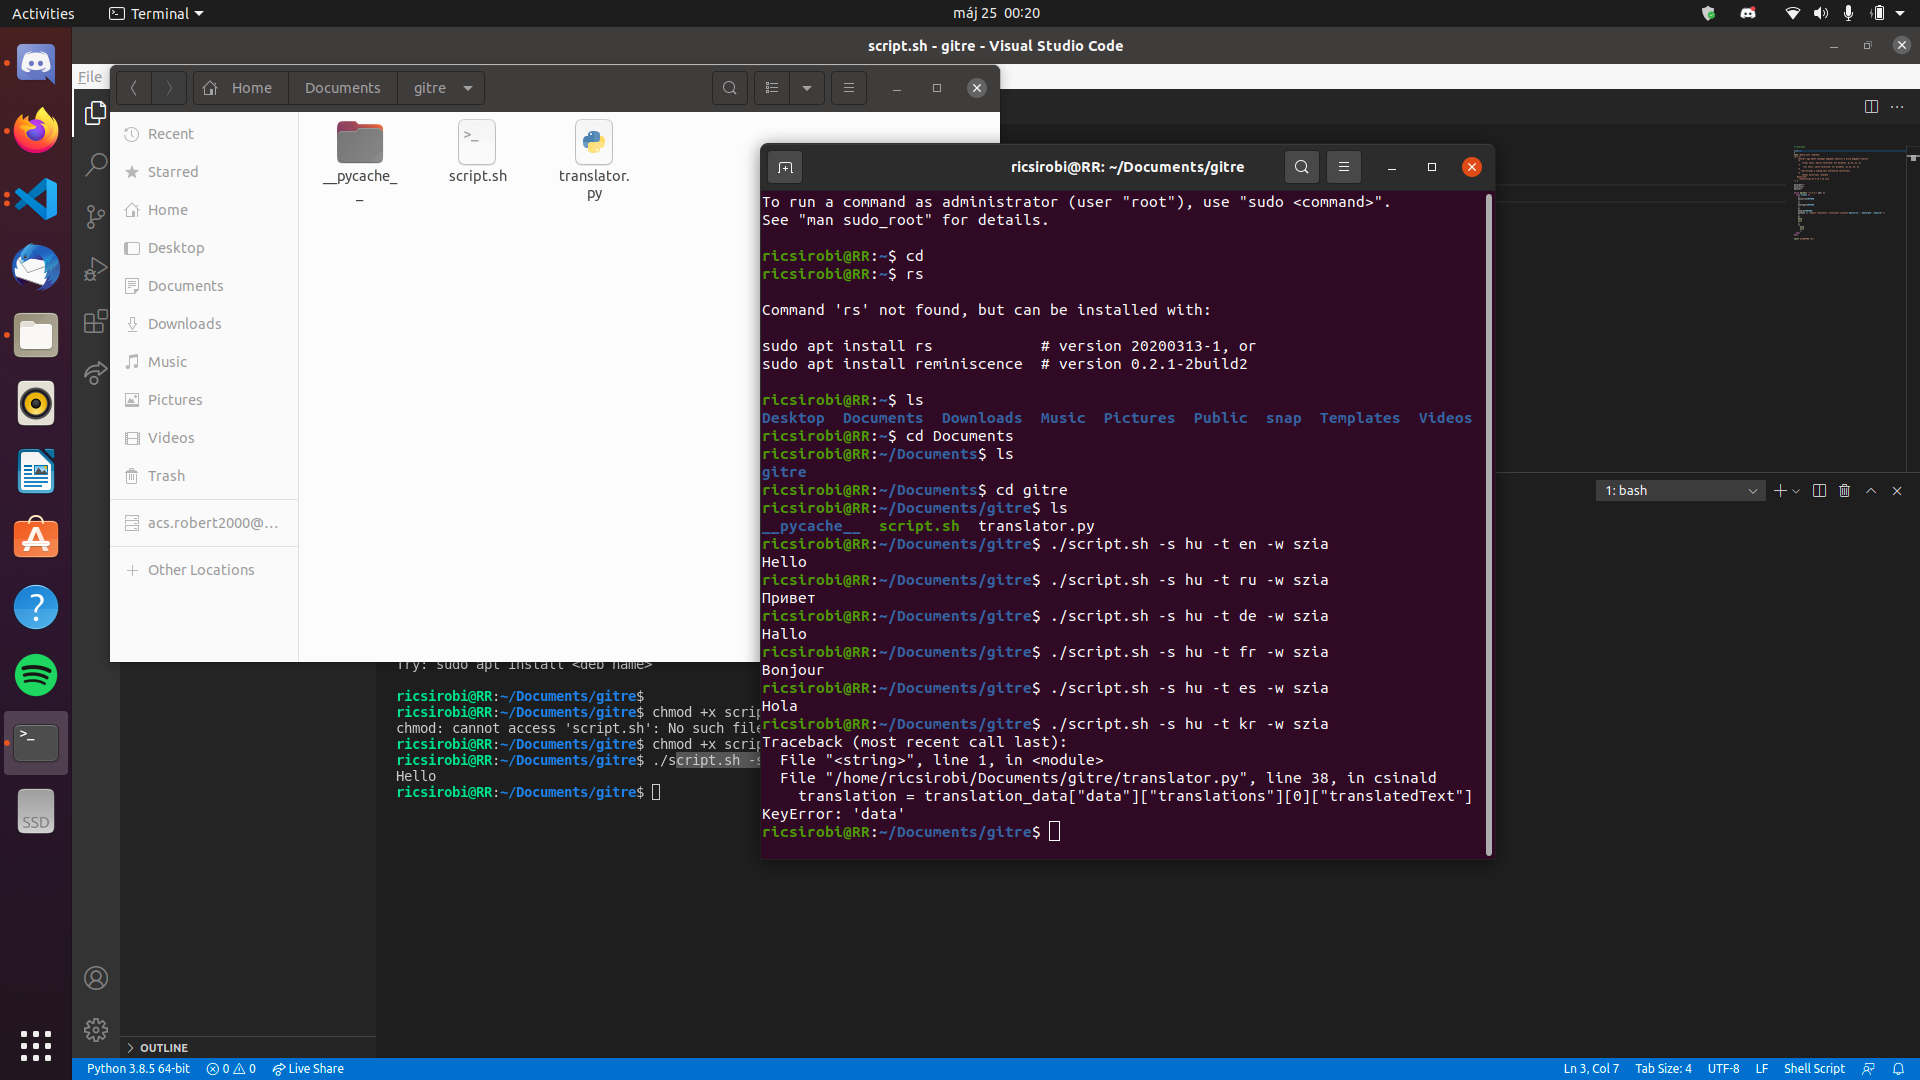 Activities
Terminal
máj 25 00:20
script.sh - gitre - Visual Studio Code
File
Home
Documents
gitre
Recent
Starred
Home
Desktop
Documents
Downloads
Music
Pictures
Videos
Trash
acs.robert2000@...
Other Locations
__pycache_
_
script.sh
translator.
py
ricsirobi@RR: ~/Documents/gitre
To run a command as administrator (user "root"), use "sudo <command>".
See "man sudo_root" for details.
ricsirobi@RR:~$ cd
ricsirobi@RR:~$ rs
Command 'rs' not found, but can be installed with:
sudo apt install rs            # version 20200313-1, or
sudo apt install reminiscence  # version 0.2.1-2build2
ricsirobi@RR:~$ ls
Desktop  Documents  Downloads  Music  Pictures  Public  snap  Templates  Videos
ricsirobi@RR:~$ cd Documents
ricsirobi@RR:~/Documents$ ls
gitre
ricsirobi@RR:~/Documents$ cd gitre
ricsirobi@RR:~/Documents/gitre$ ls
__pycache__  script.sh  translator.py
ricsirobi@RR:~/Documents/gitre$ ./script.sh -s hu -t en -w szia
Hello
ricsirobi@RR:~/Documents/gitre$ ./script.sh -s hu -t ru -w szia
Привет
ricsirobi@RR:~/Documents/gitre$ ./script.sh -s hu -t de -w szia
Hallo
ricsirobi@RR:~/Documents/gitre$ ./script.sh -s hu -t fr -w szia
Bonjour
ricsirobi@RR:~/Documents/gitre$ ./script.sh -s hu -t es -w szia
Hola
ricsirobi@RR:~/Documents/gitre$ ./script.sh -s hu -t kr -w szia
Traceback (most recent call last):
  File "<string>", line 1, in <module>
  File "/home/ricsirobi/Documents/gitre/translator.py", line 38, in csinald
    translation = translation_data["data"]["translations"][0]["translatedText"]
KeyError: 'data'
ricsirobi@RR:~/Documents/gitre$
1: bash
Try: sudo apt install <deb name>
ricsirobi@RR:~/Documents/gitre$
ricsirobi@RR:~/Documents/gitre$ chmod +x scrip
chmod: cannot access 'script.sh': No such file
ricsirobi@RR:~/Documents/gitre$ chmod +x scrip
ricsirobi@RR:~/Documents/gitre$ ./script.sh -s
Hello
ricsirobi@RR:~/Documents/gitre$
SSD
OUTLINE
Python 3.8.5 64-bit
0 0
Live Share
Ln 3, Col 7
Tab Size: 4
UTF-8
LF
Shell Script